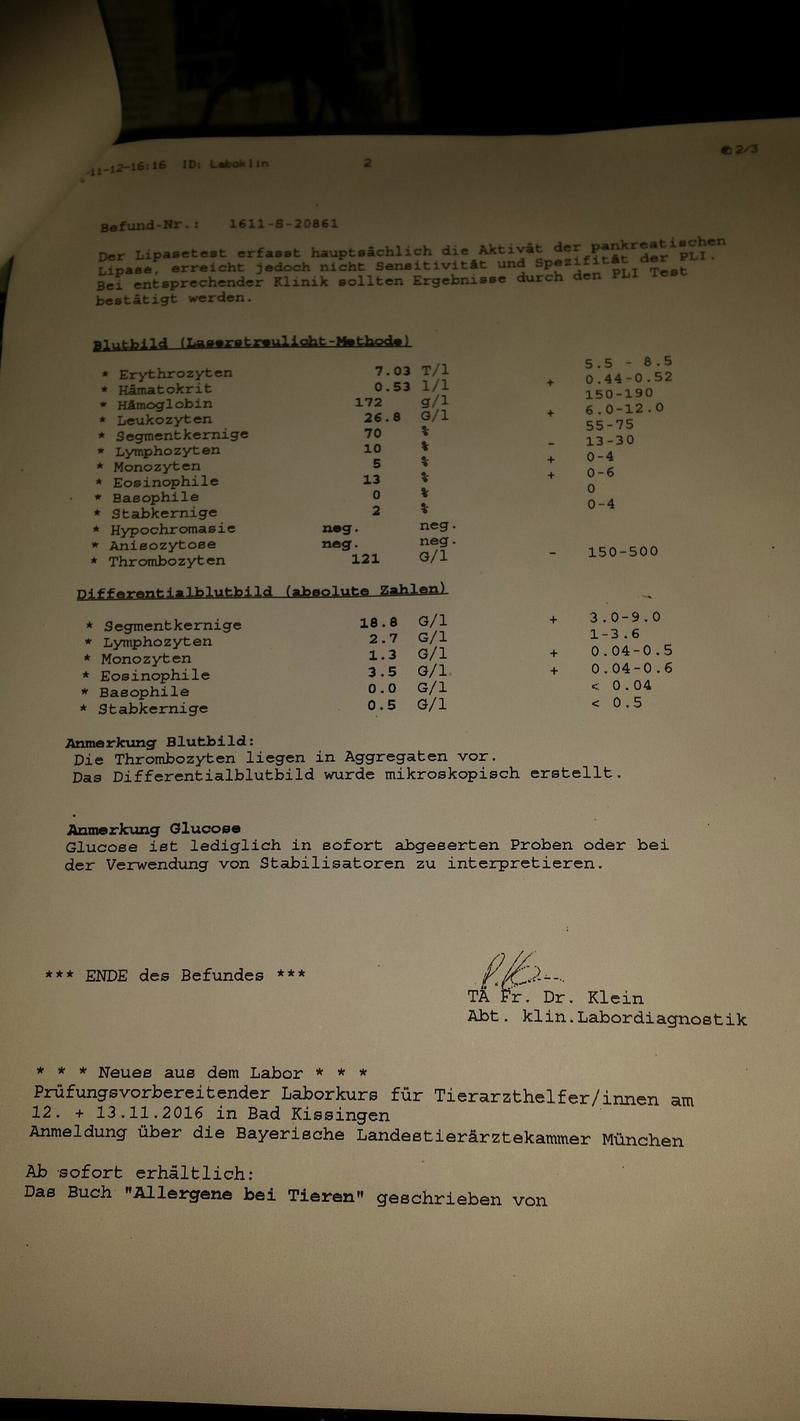 -11-12-16:16 ID: Laboklin 2 2/3
Befund-Nr.: 1611-S-20861
Der Lipasetest erfasst hauptsächlich die Aktivät der pankreatischen
Lipase, erreicht jedoch nicht Sensitivität und Spezifität der PLI.
Bei entsprechender Klinik sollten Ergebnisse durch den PLI Test
bestätigt werden.
Blutbild (Laserstreulicht-Methode)
* Erythrozyten 7.03 T/l 5.5 - 8.5
* Hämatokrit 0.53 l/l + 0.44-0.52
* Hämoglobin 172 g/l 150-190
* Leukozyten 26.8 G/l + 6.0-12.0
* Segmentkernige 70 % 55-75
* Lymphozyten 10 % - 13-30
* Monozyten 5 % + 0-4
* Eosinophile 13 % + 0-6
* Basophile 0 % 0
* Stabkernige 2 % 0-4
* Hypochromasie neg. neg.
* Anisozytose neg. neg.
* Thrombozyten 121 G/l - 150-500
Differentialblutbild (absolute Zahlen)
* Segmentkernige 18.8 G/l + 3.0-9.0
* Lymphozyten 2.7 G/l 1-3.6
* Monozyten 1.3 G/l + 0.04-0.5
* Eosinophile 3.5 G/l + 0.04-0.6
* Basophile 0.0 G/l < 0.04
* Stabkernige 0.5 G/l < 0.5
Anmerkung Blutbild:
Die Thrombozyten liegen in Aggregaten vor.
Das Differentialblutbild wurde mikroskopisch erstellt.
Anmerkung Glucose
Glucose ist lediglich in sofort abgeserten Proben oder bei
der Verwendung von Stabilisatoren zu interpretieren.
*** ENDE des Befundes ***
TÄ Fr. Dr. Klein
Abt. klin.Labordiagnostik
* * * Neues aus dem Labor * * *
Prüfungsvorbereitender Laborkurs für Tierarzthelfer/innen am
12. + 13.11.2016 in Bad Kissingen
Anmeldung über die Bayerische Landestierärztekammer München
Ab sofort erhältlich:
Das Buch "Allergene bei Tieren" geschrieben von